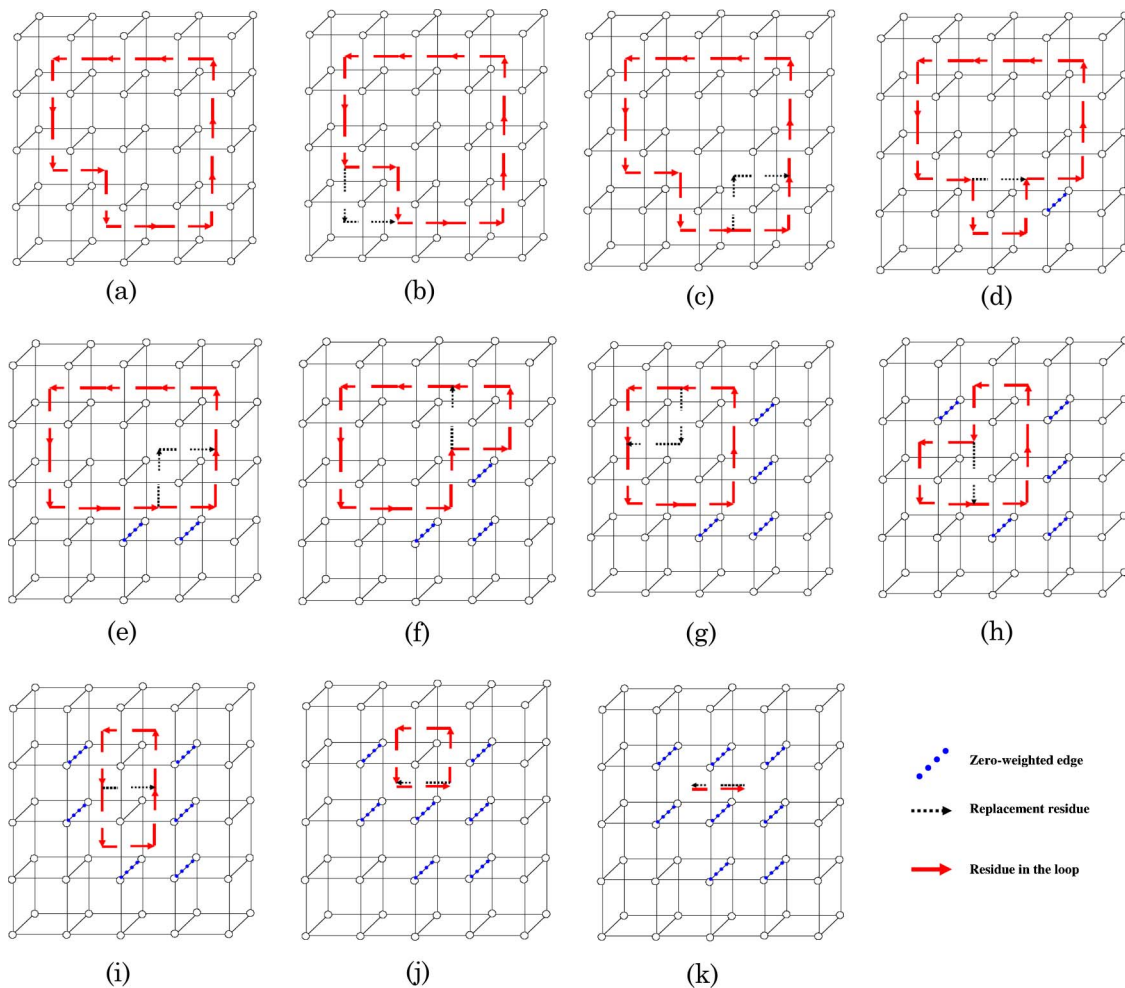 (a)
(b)
(c)
(d)
(e)
(f)
(g)
(h)
Zero-weighted edge
Replacement residue
Residue in the loop
(i)
(j)
(k)